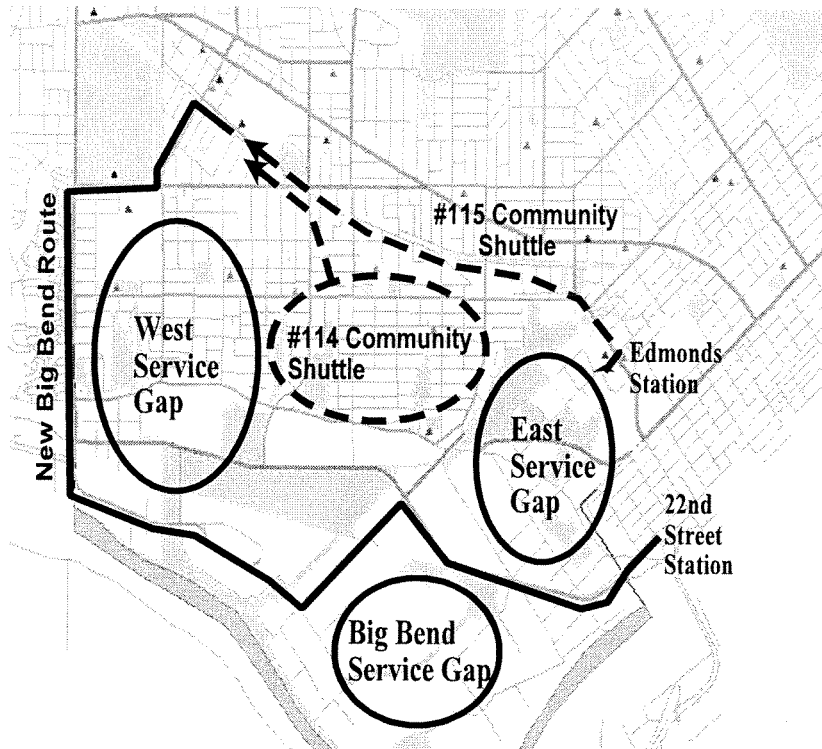 #115 Community
Shuttle
New Big Bend Route
West
Service
Gap
#114 Community
Shuttle
Edmonds
Station
East
Service
Gap
22nd
Street
Station
Big Bend
Service Gap